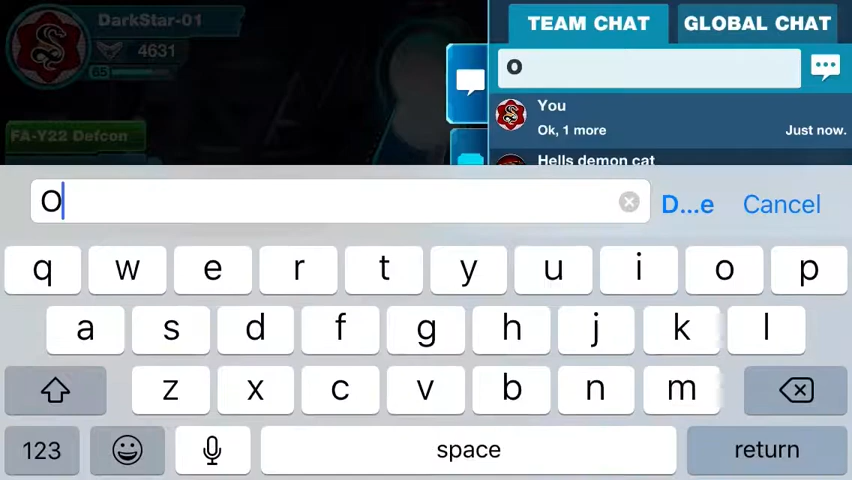 DarkStar-01
4631
65
FA-Y22 Defcon
TEAM CHAT
GLOBAL CHAT
O
You
Ok, 1 more
Just now.
Hells demon cat
O
D...e
Cancel
q w e r t y u i o p
a s d f g h j k l
z x c v b n m
123
space
return